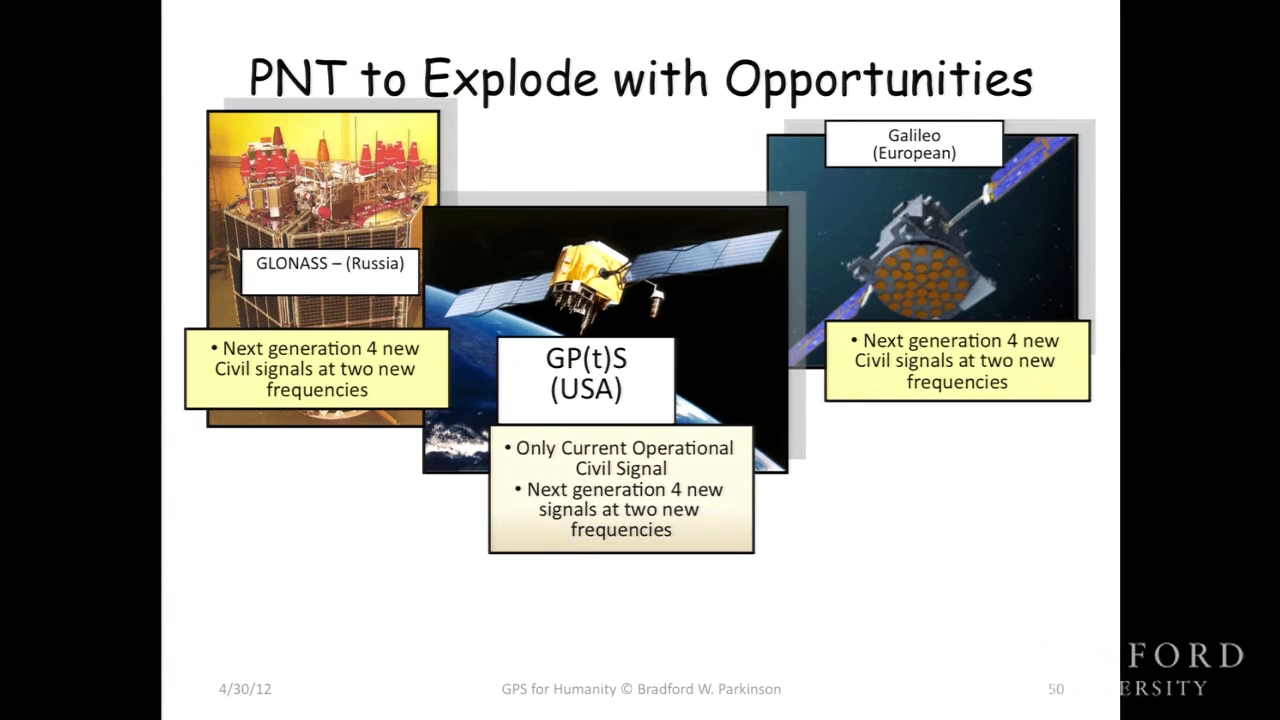 PNT to Explode with Opportunities
GLONASS – (Russia)
• Next generation 4 new
Civil signals at two new
frequencies
GP(t)S
(USA)
• Only Current Operational
Civil Signal
• Next generation 4 new
signals at two new
frequencies
Galileo
(European)
• Next generation 4 new
Civil signals at two new
frequencies
4/30/12
GPS for Humanity © Bradford W. Parkinson
50
FORD
ERSITY